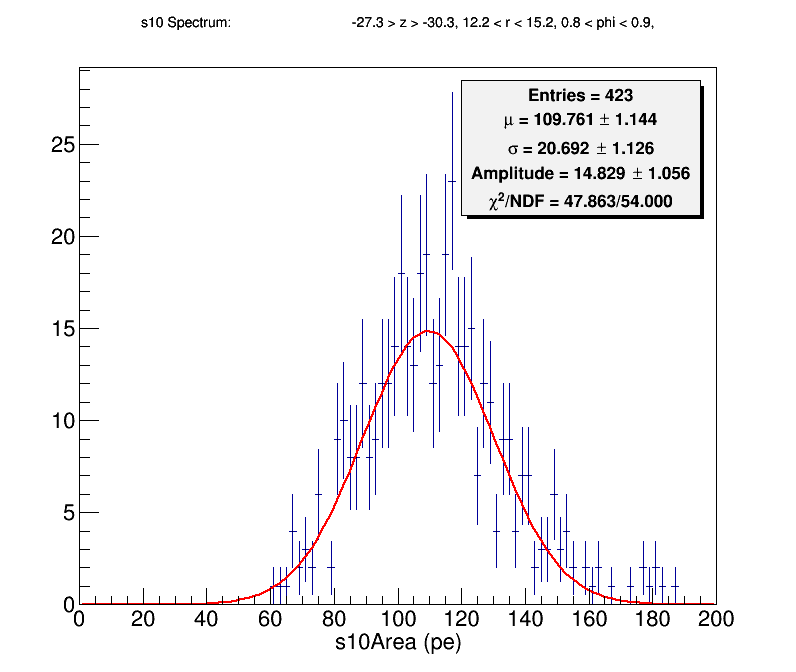 s10 Spectrum: -27.3 > z > -30.3, 12.2 < r < 15.2, 0.8 < phi < 0.9,
Entries = 423
μ = 109.761 ± 1.144
σ = 20.692 ± 1.126
Amplitude = 14.829 ± 1.056
χ²/NDF = 47.863/54.000
25
20
15
10
5
0
0 20 40 60 80 100 120 140 160 180 200
s10Area (pe)